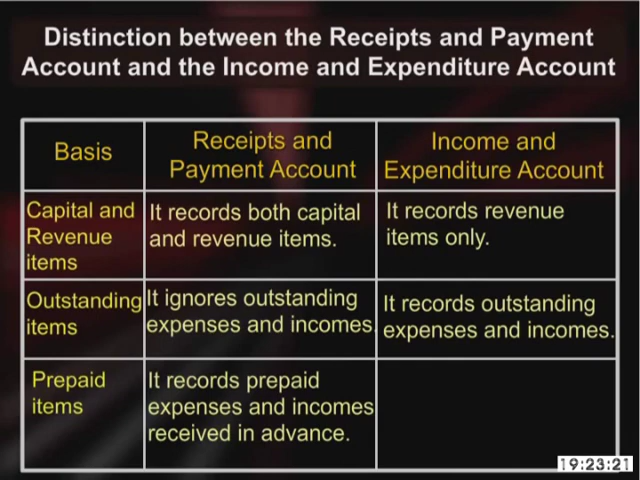 Distinction between the Receipts and Payment
Account and the Income and Expenditure Account
Basis
Receipts and
Payment Account
Income and
Expenditure Account
Capital and
Revenue
items
It records both capital
and revenue items.
It records revenue
items only.
Outstanding
items
It ignores outstanding
expenses and incomes.
It records outstanding
expenses and incomes.
Prepaid
items
It records prepaid
expenses and incomes
received in advance.
19:23:21